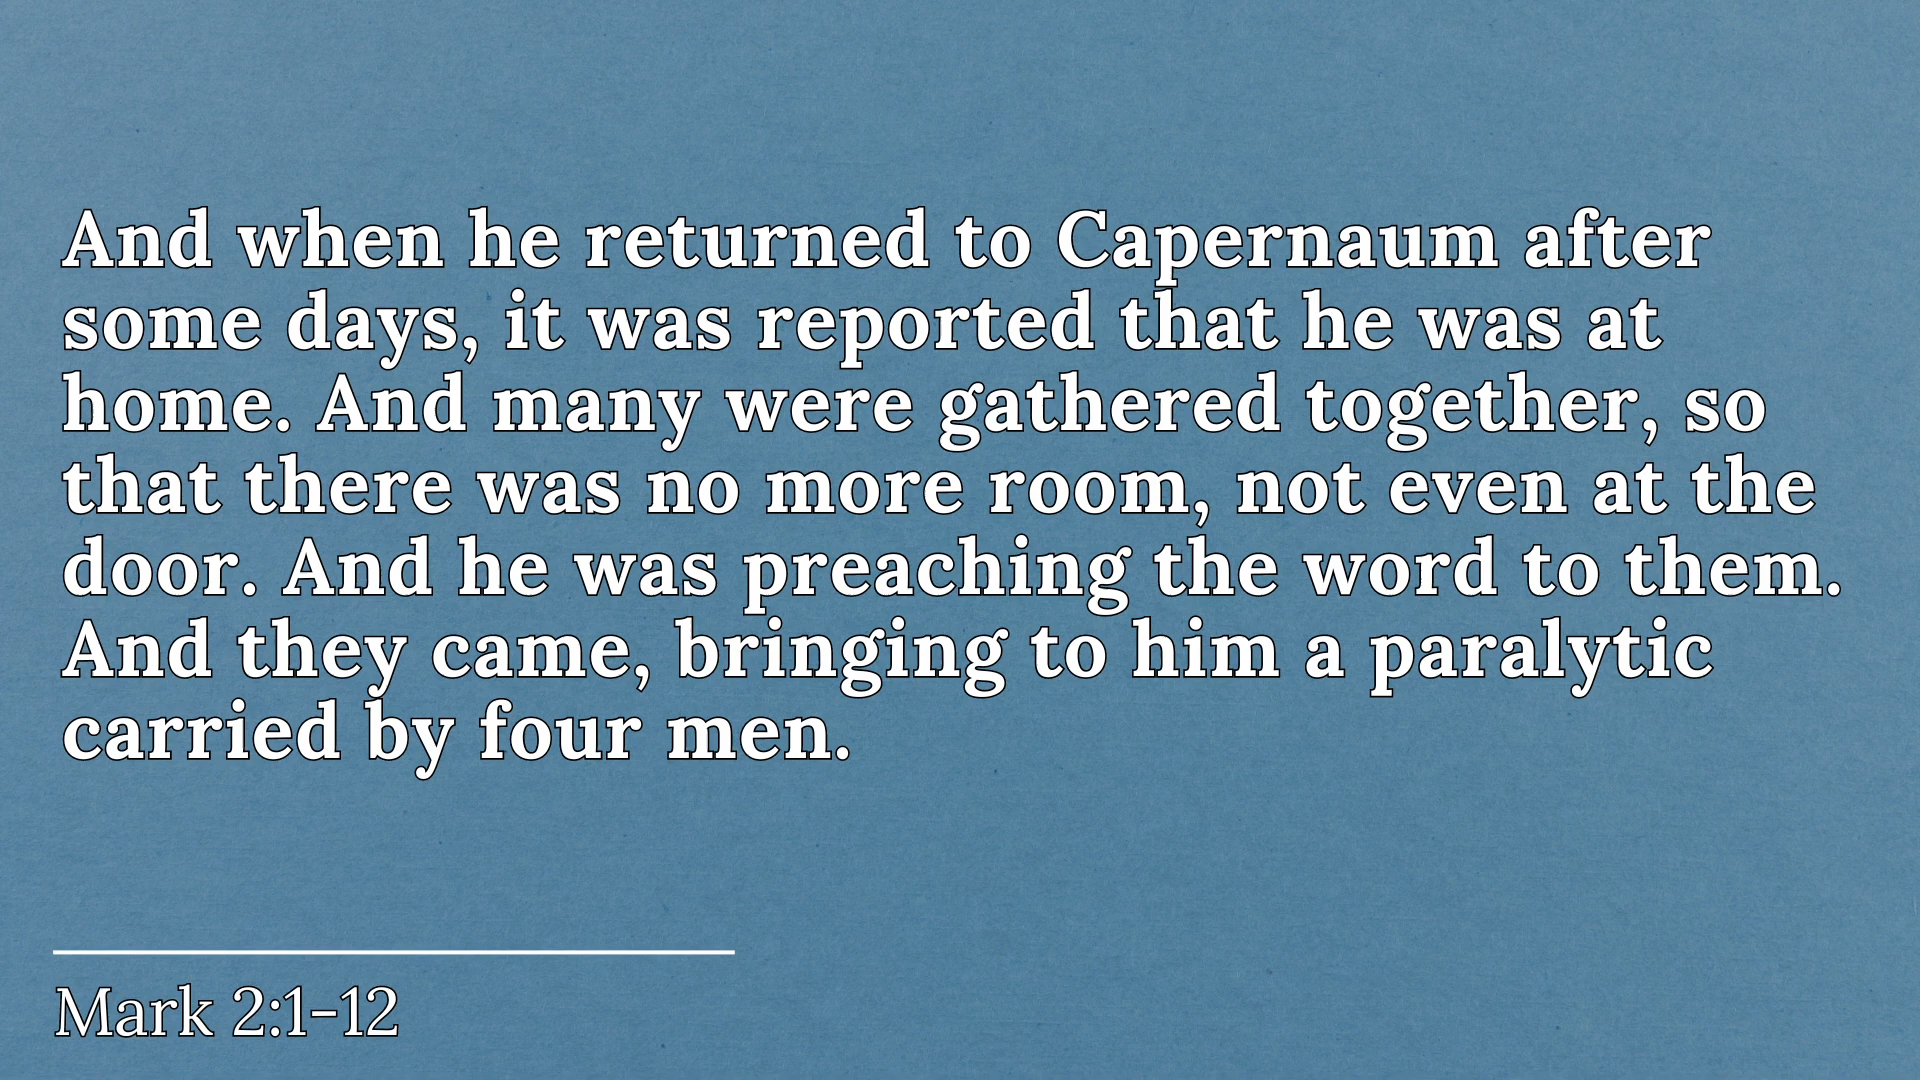 And when he returned to Capernaum after
some days, it was reported that he was at
home. And many were gathered together, so
that there was no more room, not even at the
door. And he was preaching the word to them.
And they came, bringing to him a paralytic
carried by four men.
Mark 2:1–12